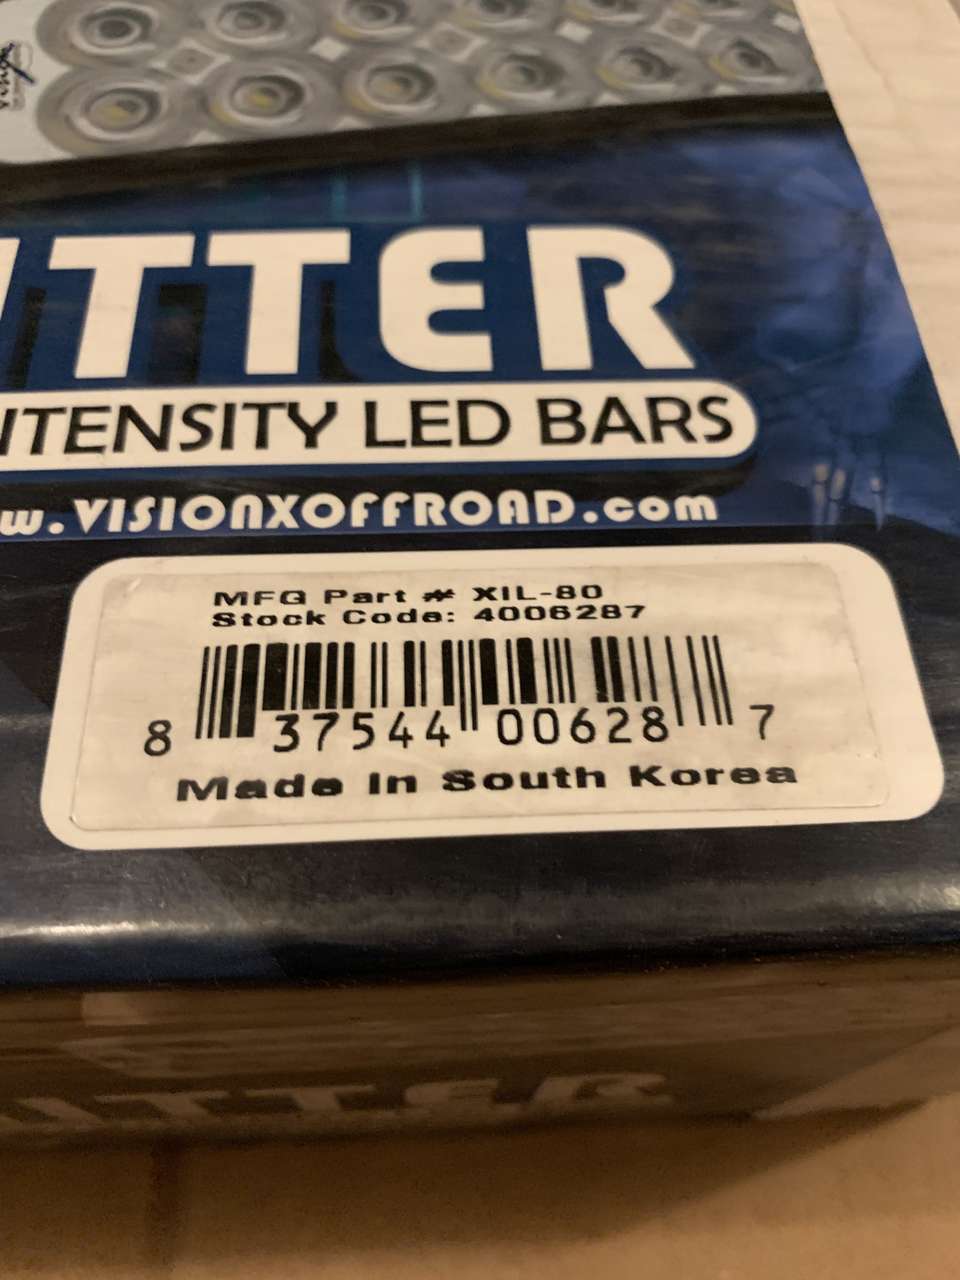 ITTER
INTENSITY LED BARS
w.VISIONXOFFROAD.com
MFG Part # XIL-80
Stock Code: 4006287
8 37544 00628 7
Made In South Korea
ITTER